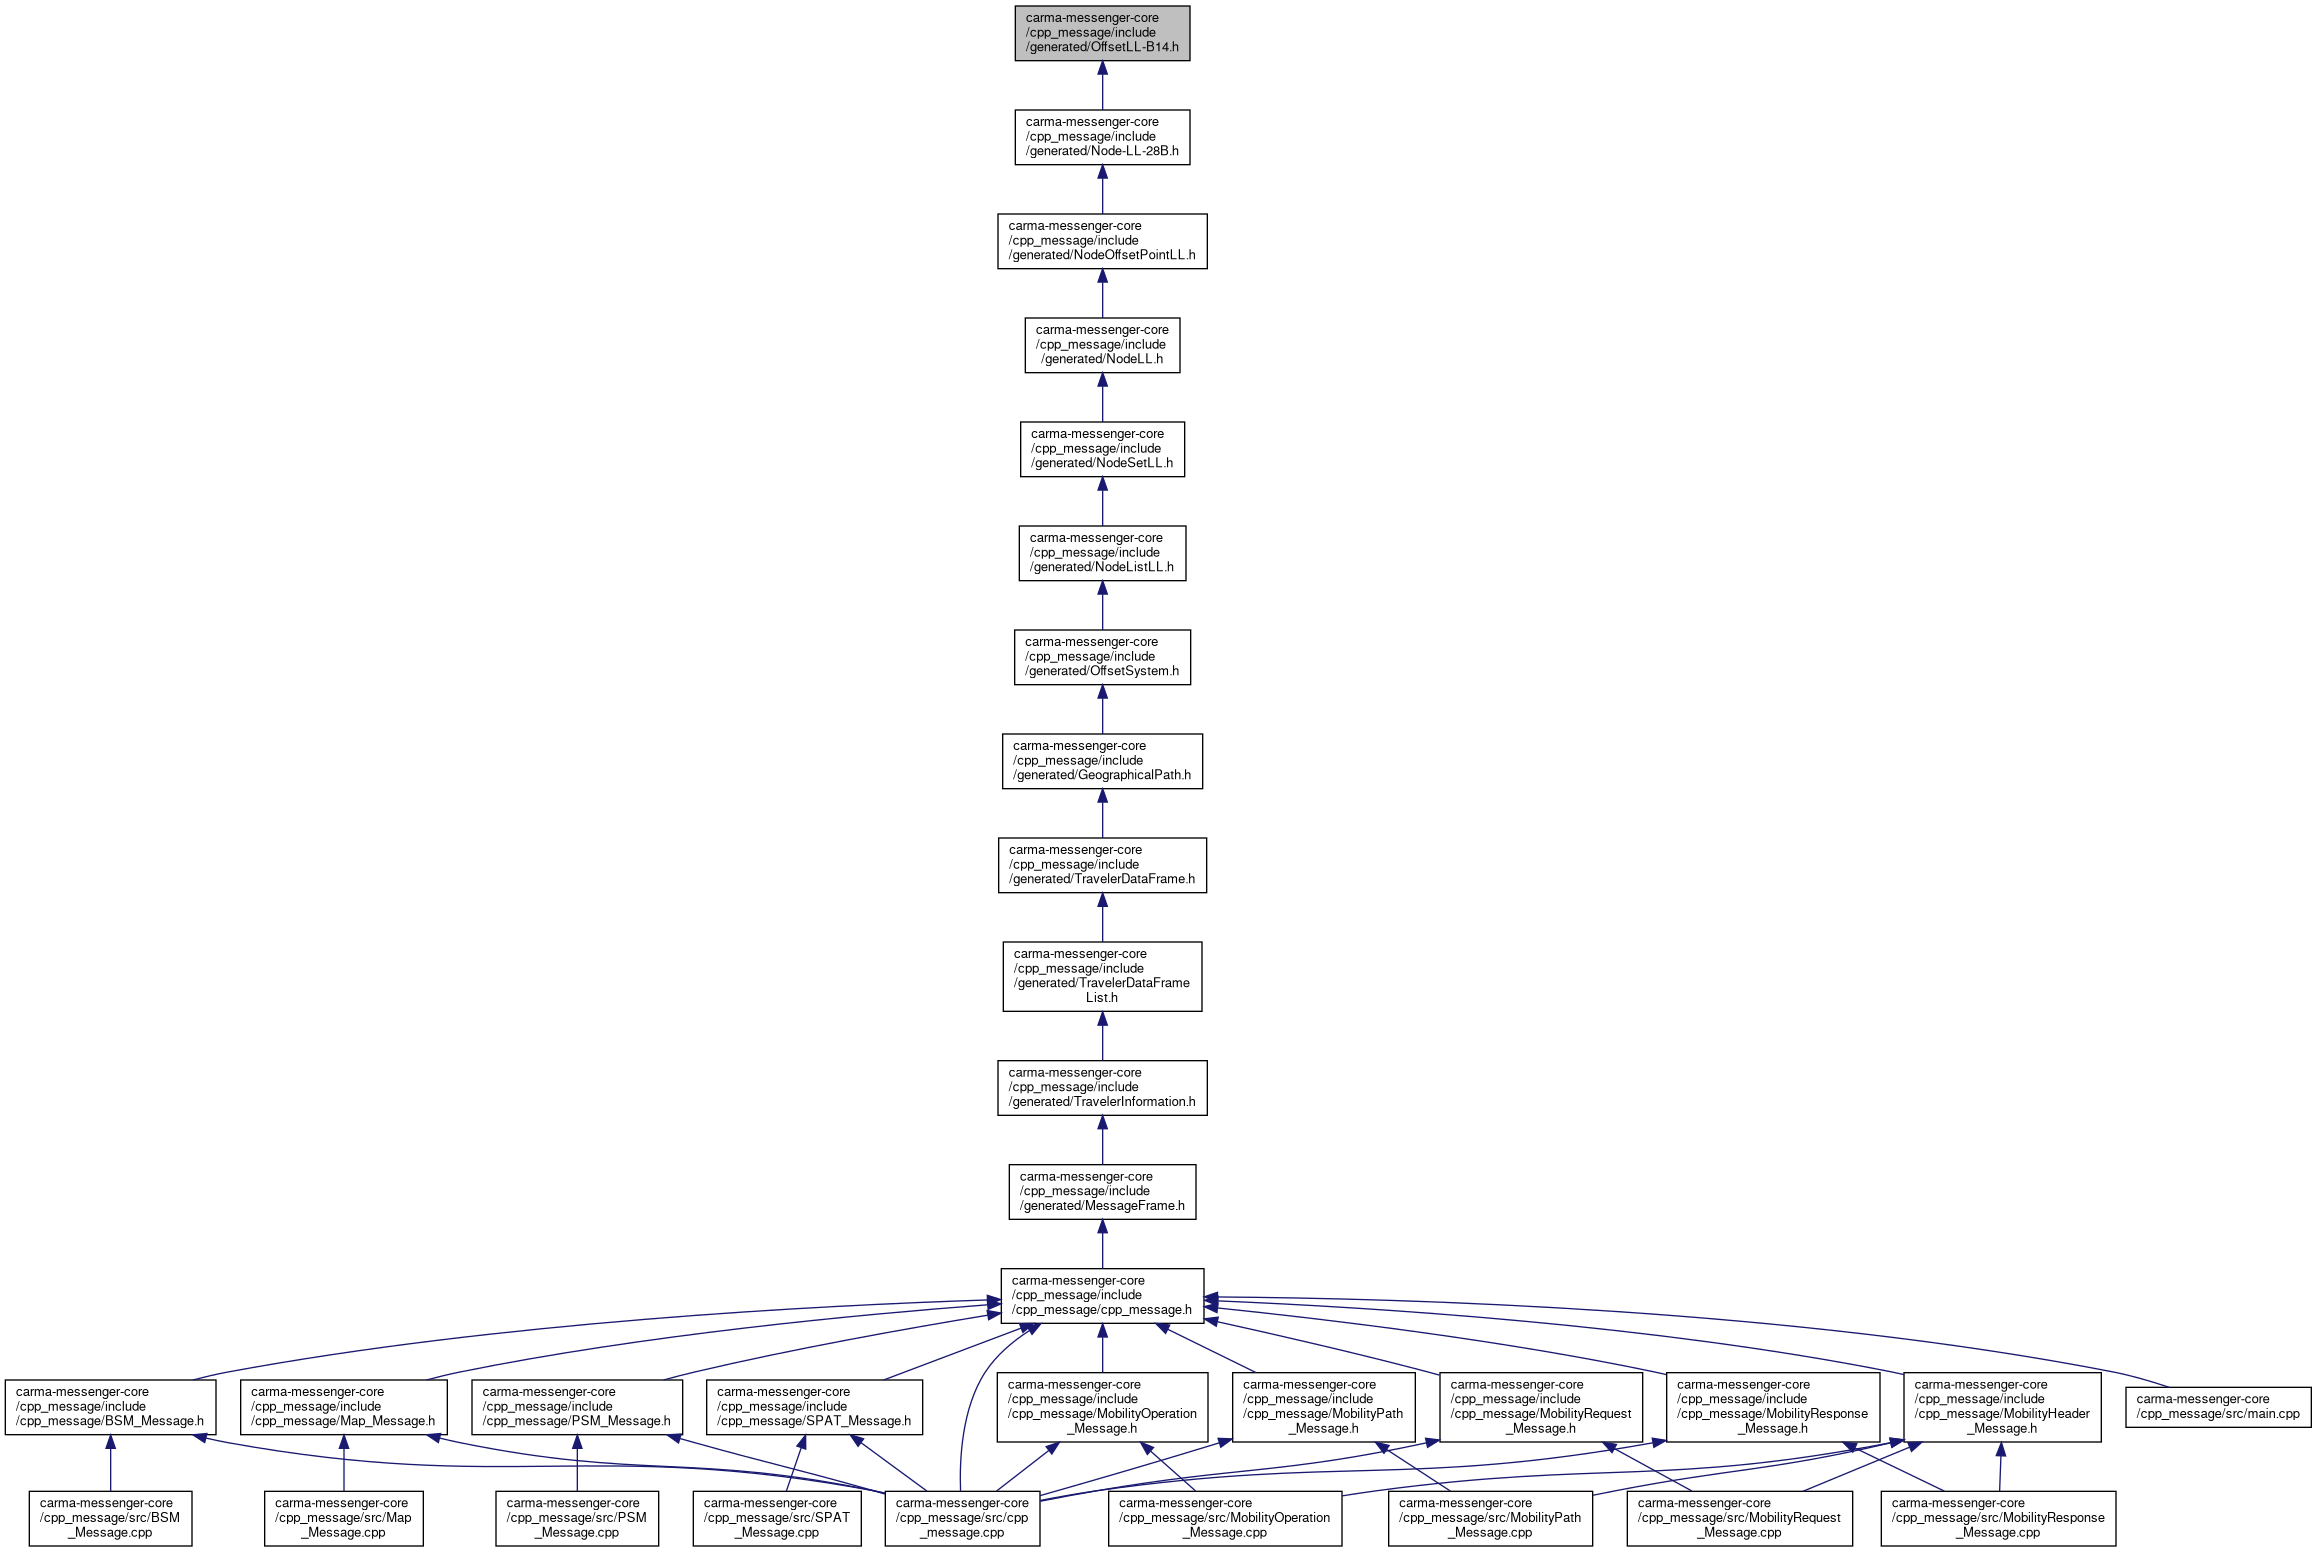 carma-messenger-core
/cpp_message/include
/generated/OffsetLL-B14.h
carma-messenger-core
/cpp_message/include
/generated/Node-LL-28B.h
carma-messenger-core
/cpp_message/include
/generated/NodeOffsetPointLL.h
carma-messenger-core
/cpp_message/include
/generated/NodeLL.h
carma-messenger-core
/cpp_message/include
/generated/NodeSetLL.h
carma-messenger-core
/cpp_message/include
/generated/NodeListLL.h
carma-messenger-core
/cpp_message/include
/generated/OffsetSystem.h
carma-messenger-core
/cpp_message/include
/generated/GeographicalPath.h
carma-messenger-core
/cpp_message/include
/generated/TravelerDataFrame.h
carma-messenger-core
/cpp_message/include
/generated/TravelerDataFrame
List.h
carma-messenger-core
/cpp_message/include
/generated/TravelerInformation.h
carma-messenger-core
/cpp_message/include
/generated/MessageFrame.h
carma-messenger-core
/cpp_message/include
/cpp_message/cpp_message.h
carma-messenger-core
/cpp_message/include
/cpp_message/BSM_Message.h
carma-messenger-core
/cpp_message/include
/cpp_message/Map_Message.h
carma-messenger-core
/cpp_message/include
/cpp_message/PSM_Message.h
carma-messenger-core
/cpp_message/include
/cpp_message/SPAT_Message.h
carma-messenger-core
/cpp_message/include
/cpp_message/MobilityOperation
_Message.h
carma-messenger-core
/cpp_message/include
/cpp_message/MobilityPath
_Message.h
carma-messenger-core
/cpp_message/include
/cpp_message/MobilityRequest
_Message.h
carma-messenger-core
/cpp_message/include
/cpp_message/MobilityResponse
_Message.h
carma-messenger-core
/cpp_message/include
/cpp_message/MobilityHeader
_Message.h
carma-messenger-core
/cpp_message/src/main.cpp
carma-messenger-core
/cpp_message/src/BSM
_Message.cpp
carma-messenger-core
/cpp_message/src/Map
_Message.cpp
carma-messenger-core
/cpp_message/src/PSM
_Message.cpp
carma-messenger-core
/cpp_message/src/SPAT
_Message.cpp
carma-messenger-core
/cpp_message/src/cpp
_message.cpp
carma-messenger-core
/cpp_message/src/MobilityOperation
_Message.cpp
carma-messenger-core
/cpp_message/src/MobilityPath
_Message.cpp
carma-messenger-core
/cpp_message/src/MobilityRequest
_Message.cpp
carma-messenger-core
/cpp_message/src/MobilityResponse
_Message.cpp